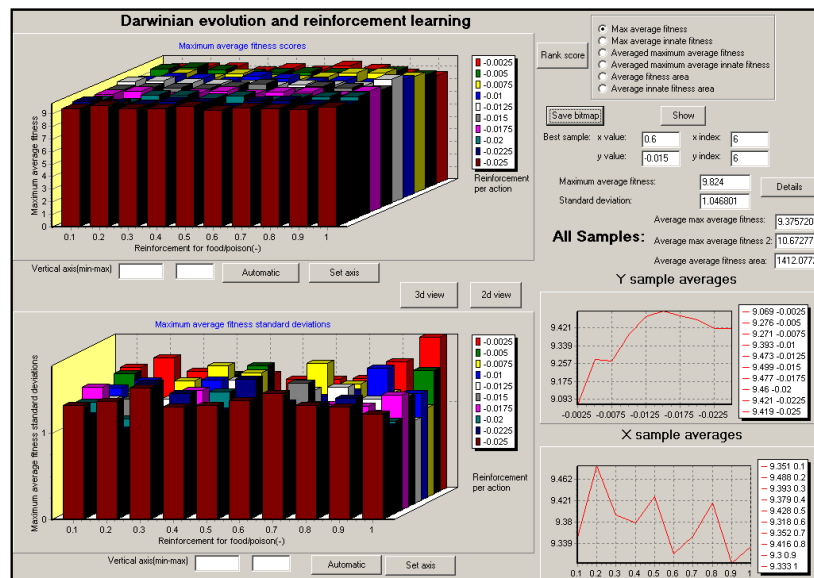 Darwinian evolution and reinforcement learning
Maximum average fitness scores
Maximum average fitness
9
8
7
6
5
4
3
2
1
0
0.1 0.2 0.3 0.4 0.5 0.6 0.7 0.8 0.9 1
Reinforcement for food/poison(-)
-0.0025
-0.005
-0.0075
-0.01
-0.0125
-0.015
-0.0175
-0.02
-0.0225
-0.025
Reinforcement
per action
Vertical axis(min-max)
Automatic
Set axis
3d view
2d view
Maximum average fitness standard deviations
Maximum average fitness standard deviations
1
0
0.1 0.2 0.3 0.4 0.5 0.6 0.7 0.8 0.9 1
Reinforcement for food/poison(-)
-0.0025
-0.005
-0.0075
-0.01
-0.0125
-0.015
-0.0175
-0.02
-0.0225
-0.025
Reinforcement
per action
Vertical axis(min-max)
Automatic
Set axis
Rank score
Max average fitness
Max average innate fitness
Averaged maximum average fitness
Averaged maximum average innate fitness
Average fitness area
Average innate fitness area
Save bitmap
Show
Best sample: x value: 0.6 x index: 6
y value: -0.015 y index: 6
Maximum average fitness: 9.824
Standard deviation: 1.046801
Details
All Samples:
Average max average fitness: 9.375720
Average max average fitness 2: 10.67277
Average average fitness area: 1412.0772
Y sample averages
9.421
9.339
9.257
9.175
9.093
-0.0025 -0.0075 -0.0125 -0.0175 -0.0225
9.069 -0.0025
9.276 -0.005
9.271 -0.0075
9.393 -0.01
9.473 -0.0125
9.499 -0.015
9.477 -0.0175
9.46 -0.02
9.421 -0.0225
9.419 -0.025
X sample averages
9.462
9.421
9.38
9.339
0.1 0.2 0.3 0.4 0.5 0.6 0.7 0.8 0.9 1
9.351 0.1
9.488 0.2
9.393 0.3
9.379 0.4
9.428 0.5
9.318 0.6
9.352 0.7
9.416 0.8
9.3 0.9
9.333 1